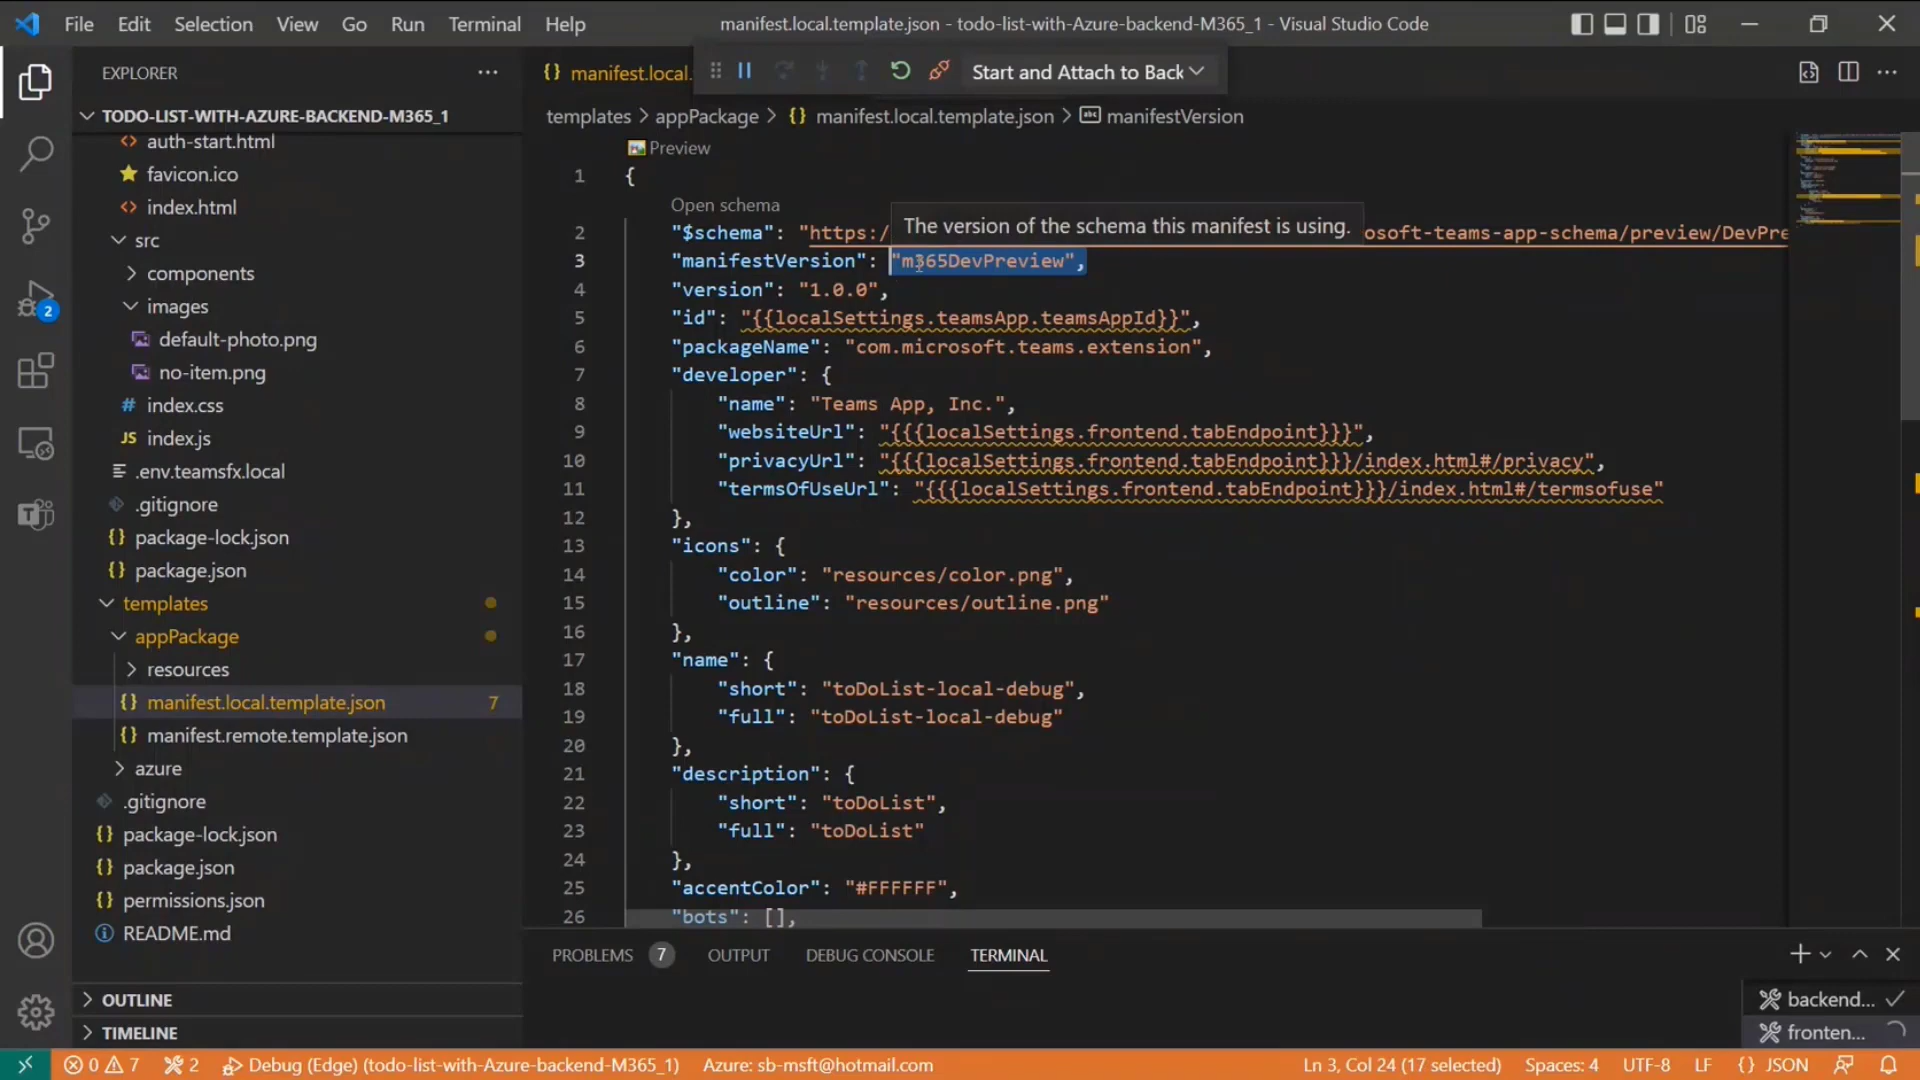 File Edit Selection View Go Run Terminal Help
manifest.local.template.json - todo-list-with-Azure-backend-M365_1 - Visual Studio Code
EXPLORER
TODO-LIST-WITH-AZURE-BACKEND-M365_1
auth-start.html
favicon.ico
index.html
src
components
images
default-photo.png
no-item.png
index.css
JS index.js
.env.teamsfx.local
.gitignore
package-lock.json
package.json
templates
appPackage
resources
manifest.local.template.json 7
manifest.remote.template.json
azure
.gitignore
package-lock.json
package.json
permissions.json
README.md
OUTLINE
TIMELINE
2
manifest.local.
Start and Attach to Back
templates > appPackage > {} manifest.local.template.json > manifestVersion
Preview
1 {
Open schema
The version of the schema this manifest is using.
2 "$schema": "https:/ osoft-teams-app-schema/preview/DevPre
3 "manifestVersion": "m365DevPreview",
4 "version": "1.0.0",
5 "id": "{{localSettings.teamsApp.teamsAppId}}",
6 "packageName": "com.microsoft.teams.extension",
7 "developer": {
8 "name": "Teams App, Inc.",
9 "websiteUrl": "{{{localSettings.frontend.tabEndpoint}}}",
10 "privacyUrl": "{{{localSettings.frontend.tabEndpoint}}}/index.html#/privacy",
11 "termsOfUseUrl": "{{{localSettings.frontend.tabEndpoint}}}/index.html#/termsofuse"
12 },
13 "icons": {
14 "color": "resources/color.png",
15 "outline": "resources/outline.png"
16 },
17 "name": {
18 "short": "toDoList-local-debug",
19 "full": "toDoList-local-debug"
20 },
21 "description": {
22 "short": "toDoList",
23 "full": "toDoList"
24 },
25 "accentColor": "#FFFFFF",
26 "bots": [],
PROBLEMS 7 OUTPUT DEBUG CONSOLE TERMINAL
backend...
fronten...
0 7 2 Debug (Edge) (todo-list-with-Azure-backend-M365_1) Azure: sb-msft@hotmail.com Ln 3, Col 24 (17 selected) Spaces: 4 UTF-8 LF {} JSON